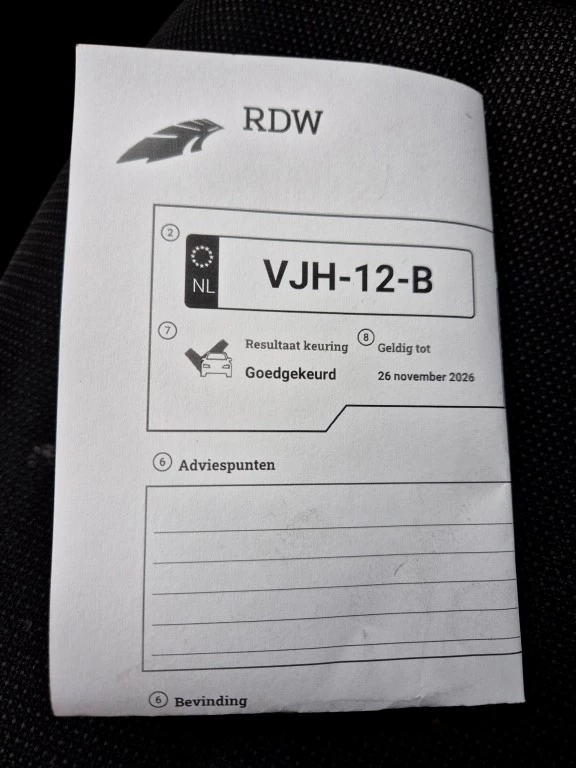 RDW
2
NL
VJH-12-B
7
Resultaat keuring
8
Geldig tot
Goedgekeurd
26 november 2026
6 Adviespunten
6 Bevinding